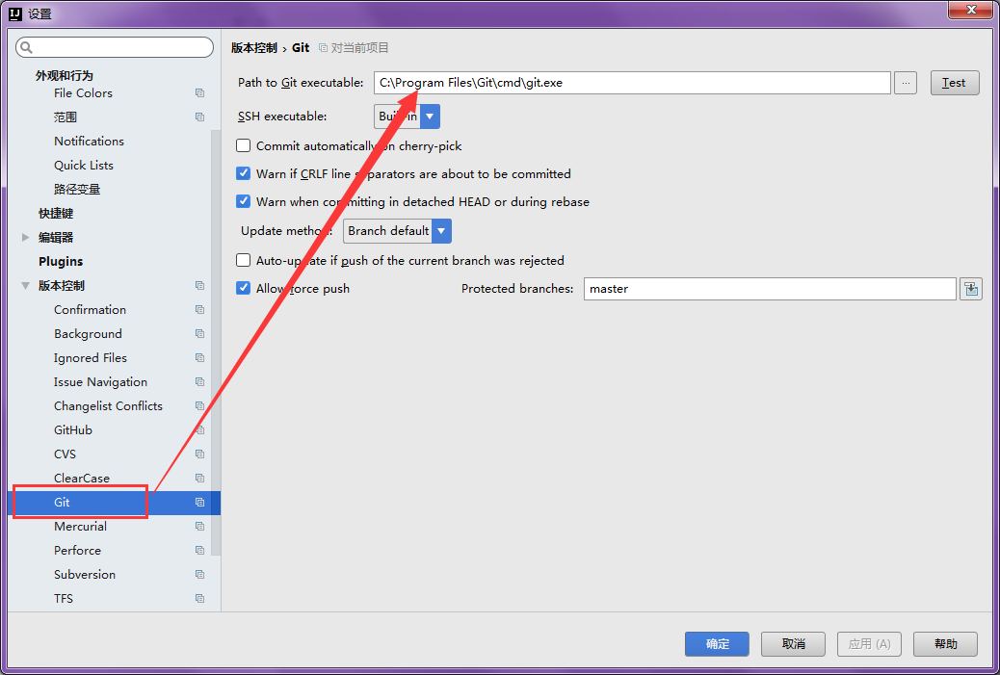 设置
外观和行为
File Colors
范围
Notifications
Quick Lists
路径变量
快捷键
编辑器
Plugins
版本控制
Confirmation
Background
Ignored Files
Issue Navigation
Changelist Conflicts
GitHub
CVS
ClearCase
Git
Mercurial
Perforce
Subversion
TFS
版本控制 › Git 对当前项目
Path to Git executable: C:\Program Files\Git\cmd\git.exe ... Test
SSH executable: Built-in
Commit automatically on cherry-pick
Warn if CRLF line separators are about to be committed
Warn when committing in detached HEAD or during rebase
Update method: Branch default
Auto-update if push of the current branch was rejected
Allow force push Protected branches: master
确定 取消 应用 (A) 帮助